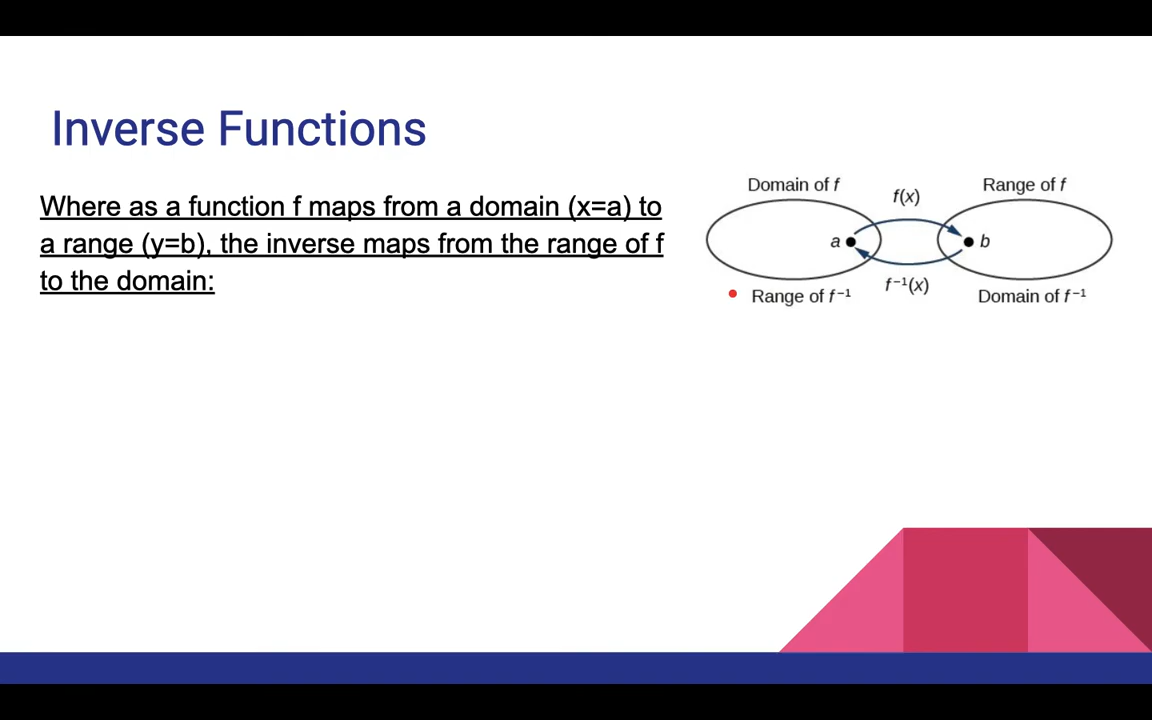 Inverse Functions
Where as a function f maps from a domain (x=a) to
a range (y=b), the inverse maps from the range of f
to the domain:
Domain of f
f(x)
Range of f
a
b
f⁻¹(x)
Range of f⁻¹
Domain of f⁻¹